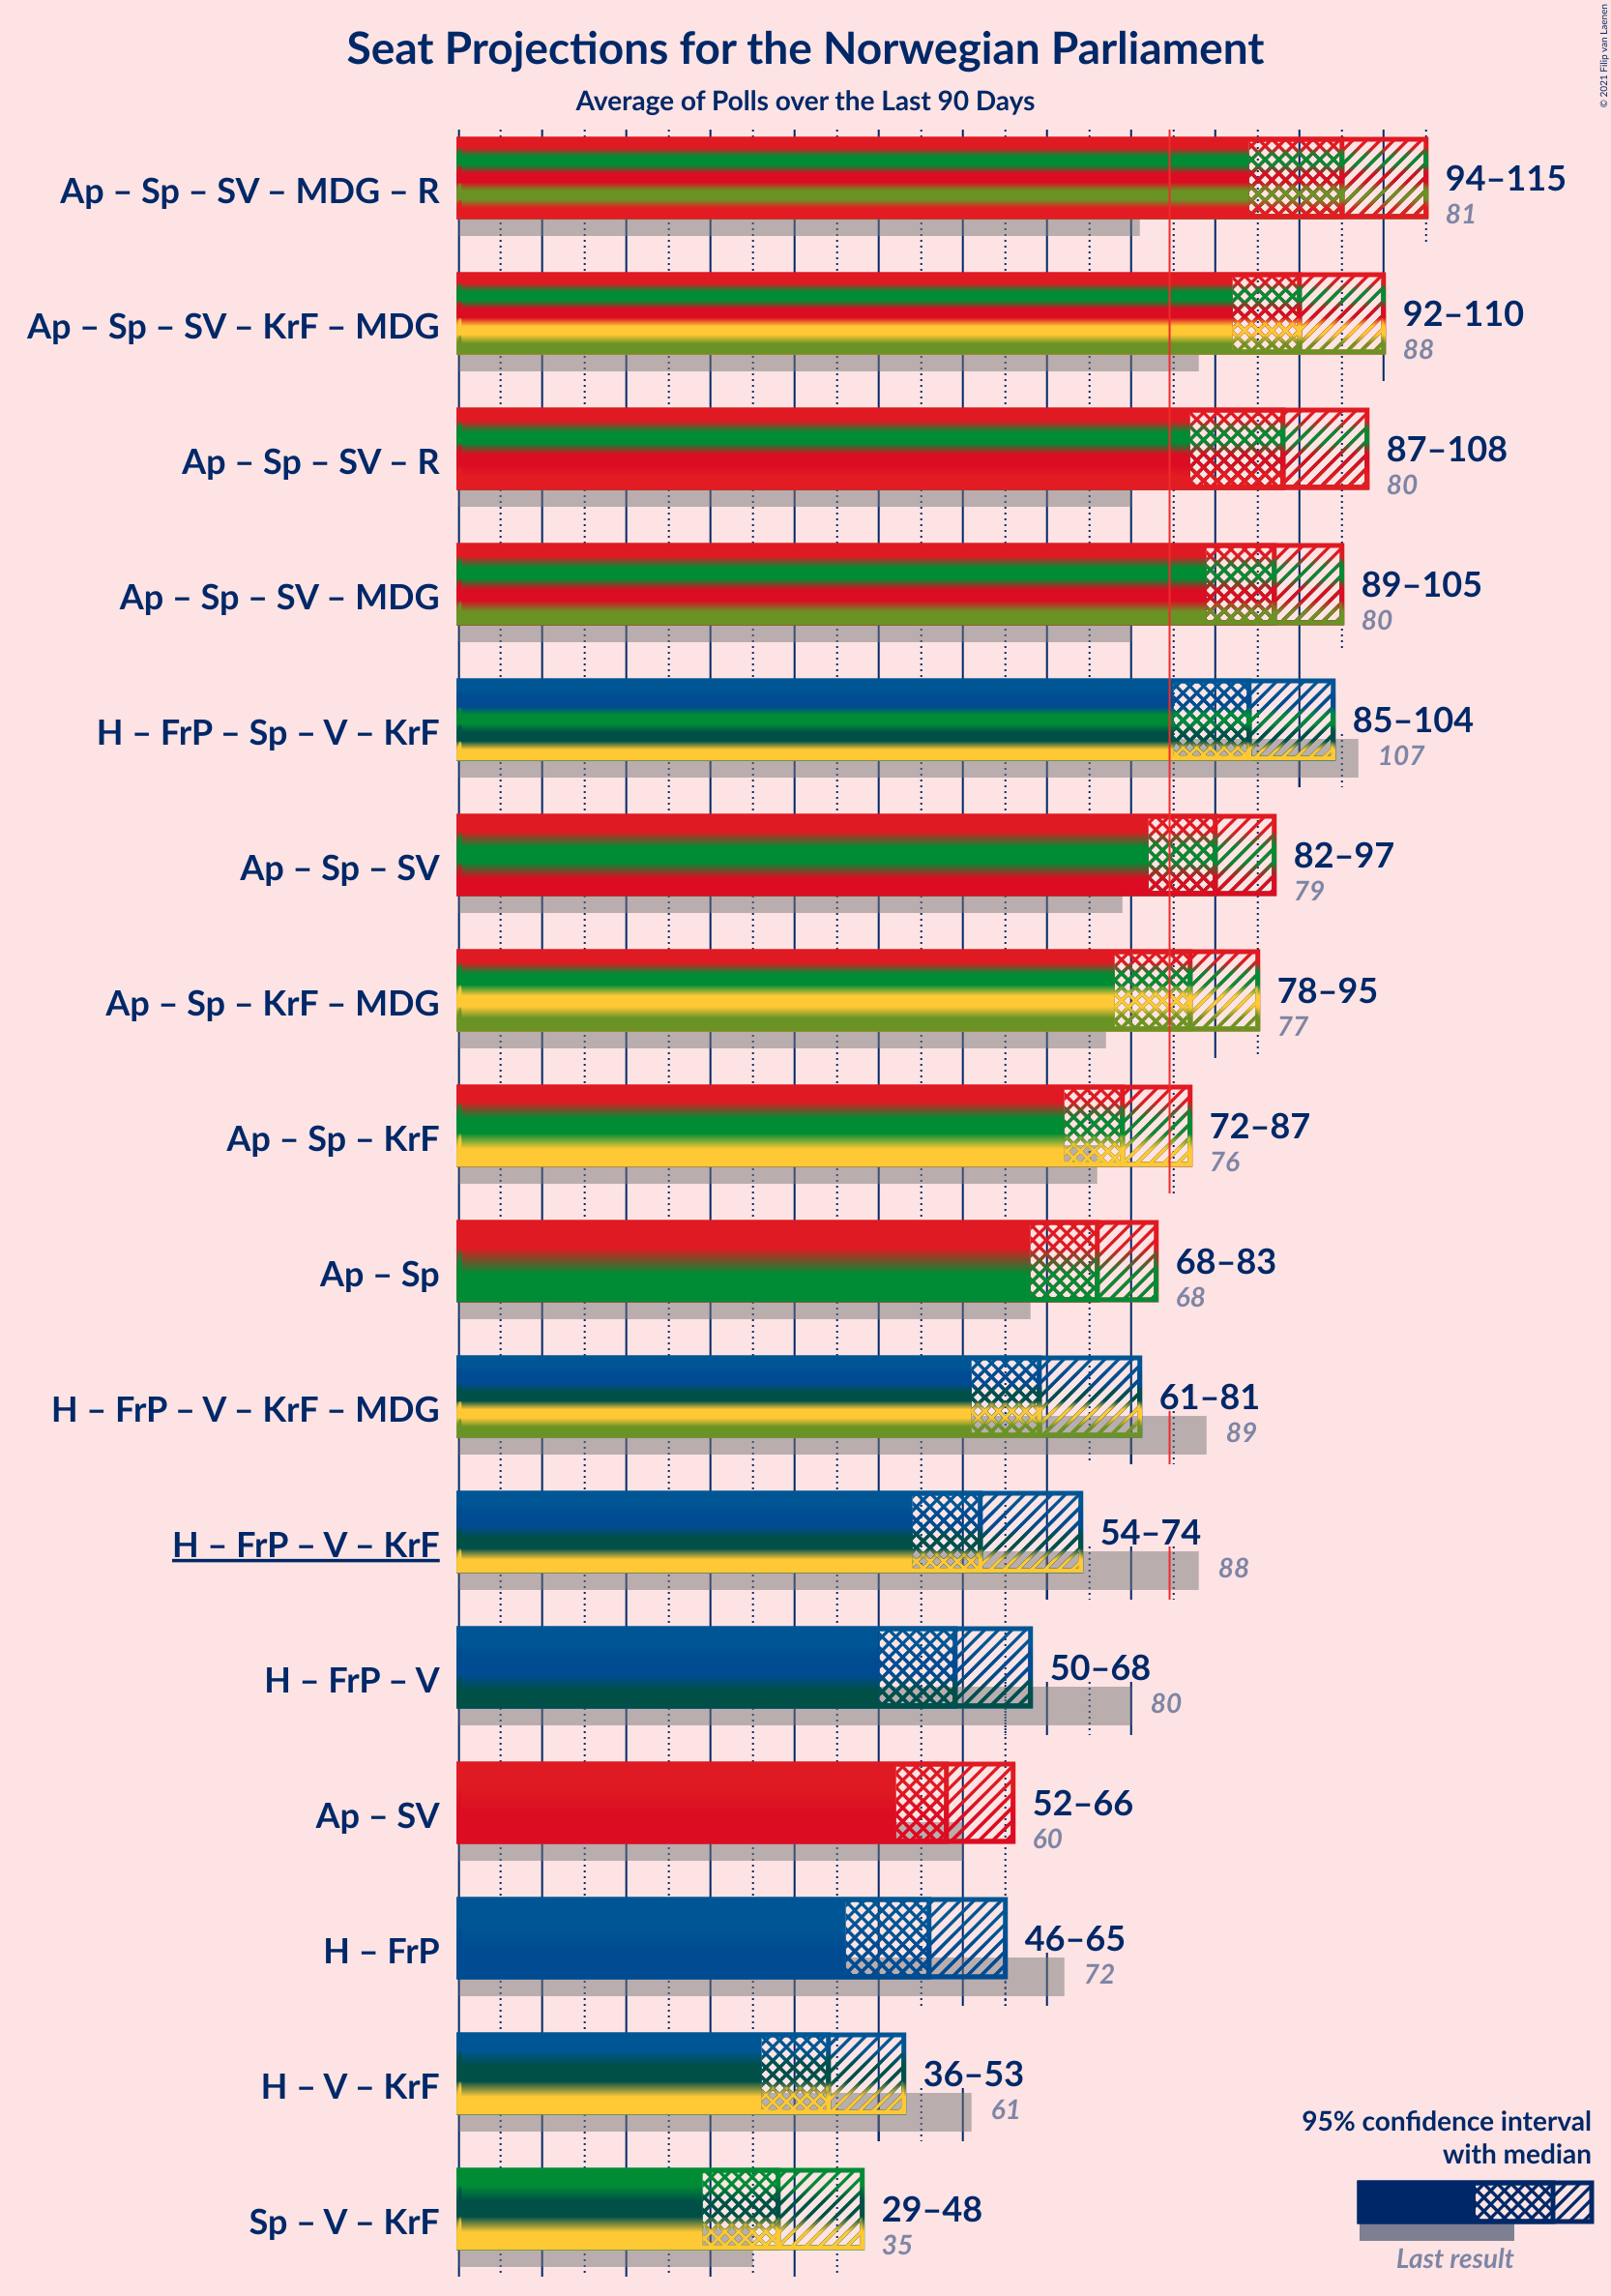 © 2021 Filip van Laenen
Seat Projections for the Norwegian Parliament
Average of Polls over the Last 90 Days
Ap – Sp – SV – MDG – R
94–115
81
Ap – Sp – SV – KrF – MDG
92–110
88
Ap – Sp – SV – R
87–108
80
Ap – Sp – SV – MDG
89–105
80
H – FrP – Sp – V – KrF
85–104
107
Ap – Sp – SV
82–97
79
Ap – Sp – KrF – MDG
78–95
77
Ap – Sp – KrF
72–87
76
Ap – Sp
68–83
68
H – FrP – V – KrF – MDG
61–81
89
H – FrP – V – KrF
54–74
88
H – FrP – V
50–68
80
Ap – SV
52–66
60
H – FrP
46–65
72
H – V – KrF
36–53
61
Sp – V – KrF
29–48
35
95% confidence interval
with median
Last result